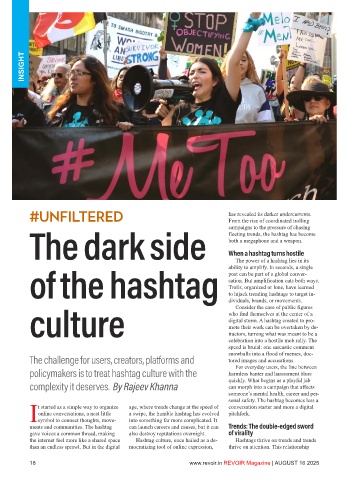 INSIGHT
STOP
OBJECTIFYING
WOMEN!
STRONG
# Me Too
#UNFILTERED
The dark side
of the hashtag
culture
The challenge for users, creators, platforms and
policymakers is to treat hashtag culture with the
complexity it deserves. By Rajeev Khanna
It started as a simple way to organize
online conversations, a neat little
symbol to connect thoughts, move-
ments and communities. The hashtag
gave voices a common thread, making
the internet feel more like a shared space
than an endless sprawl. But in the digital
age, where trends change at the speed of
a swipe, the humble hashtag has evolved
into something far more complicated. It
can launch careers and causes, but it can
also destroy reputations overnight.
Hashtag culture, once hailed as a de-
mocratising tool of online expression,
has revealed its darker undercurrents.
From the rise of coordinated trolling
campaigns to the pressure of chasing
fleeting trends, the hashtag has become
both a megaphone and a weapon.
When a hashtag turns hostile
The power of a hashtag lies in its
ability to amplify. In seconds, a single
post can be part of a global conver-
sation. But amplification cuts both ways.
Trolls, organized or lone, have learned
to hijack trending hashtags to target in-
dividuals, brands, or movements.
Consider the case of public figures
who find themselves at the center of a
digital storm. A hashtag created to pro-
mote their work can be overtaken by de-
tractors, turning what was meant to be a
celebration into a hostile mob rally. The
speed is brutal: one sarcastic comment
snowballs into a flood of memes, doc-
tored images and accusations.
For everyday users, the line between
harmless banter and harassment blurs
quickly. What begins as a playful jab
can morph into a campaign that affects
someone's mental health, career and per-
sonal safety. The hashtag becomes less a
conversation starter and more a digital
pitchfork.
Trends: The double-edged sword
of virality
Hashtags thrive on trends and trends
thrive on attention. This relationship
18
www.revoir.in REVOIR Magazine | AUGUST 16 2025